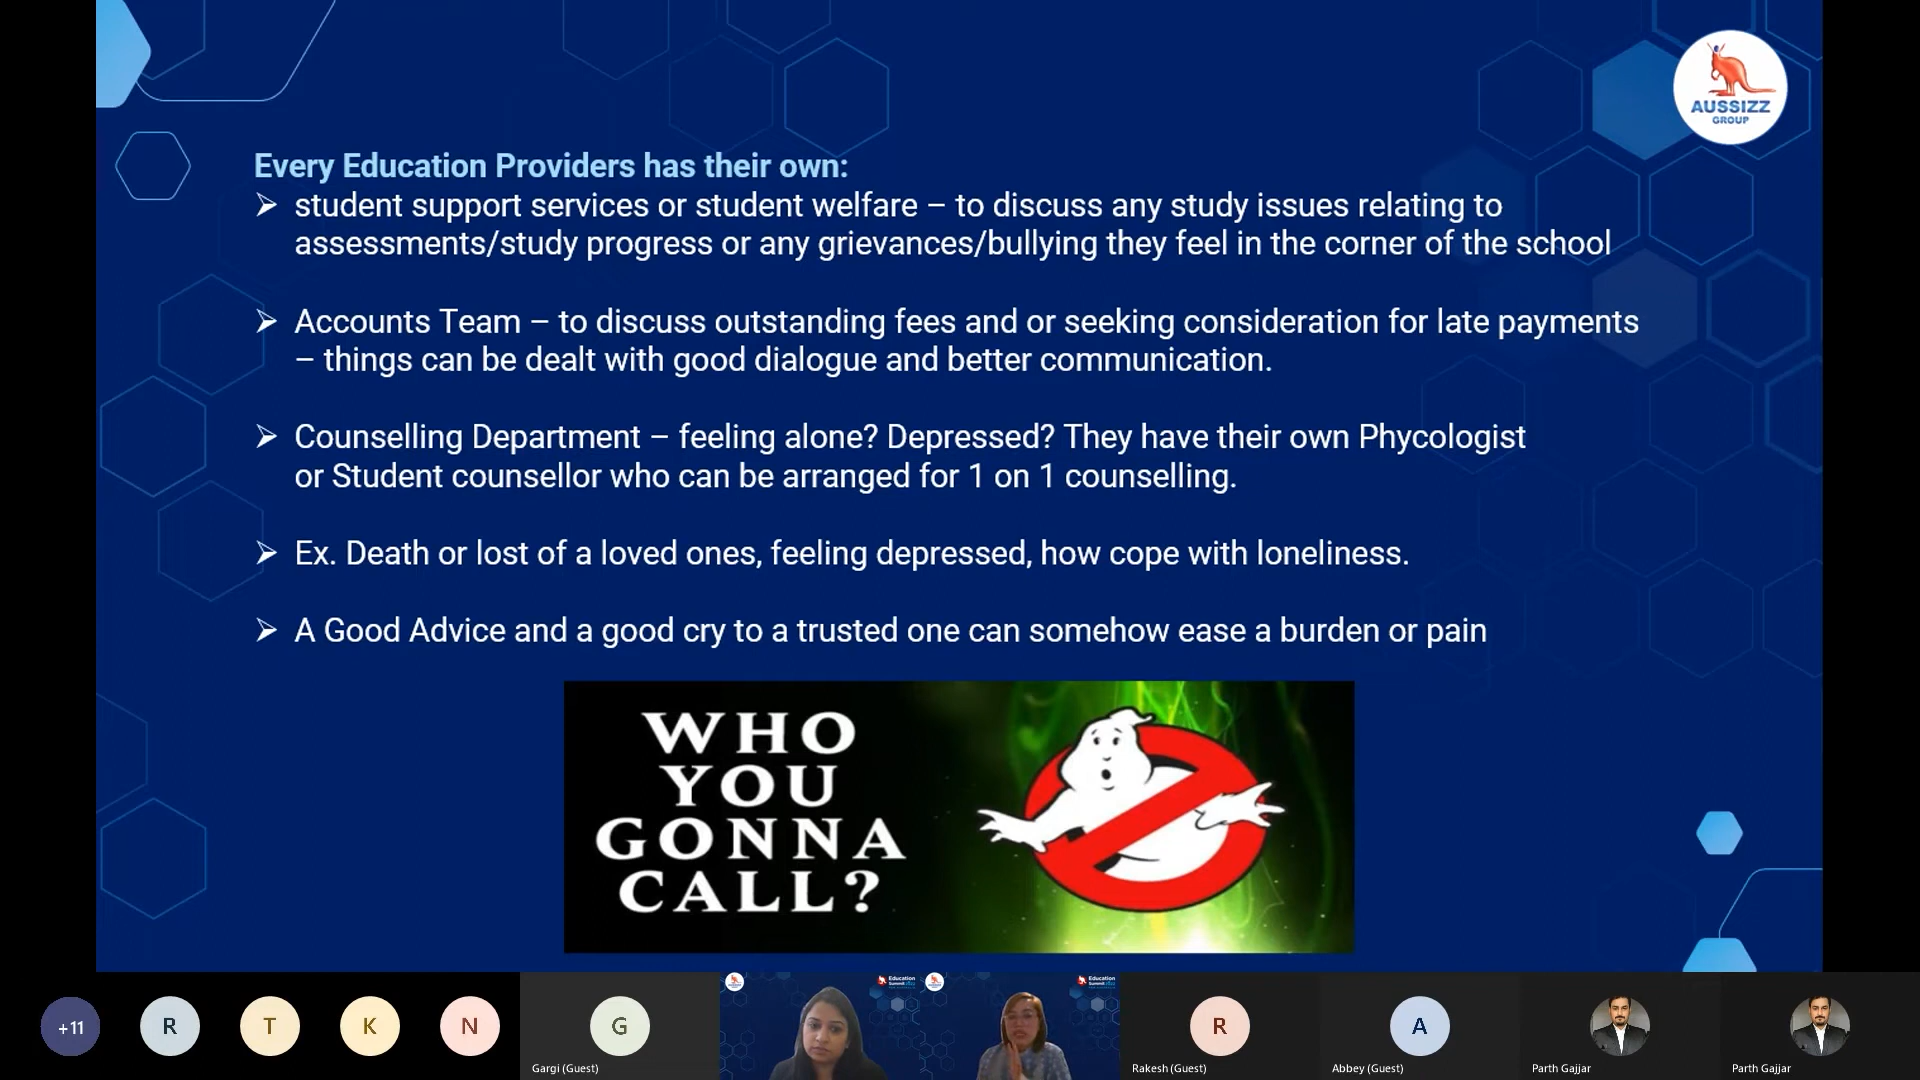 AUSSIZZ
GROUP
Every Education Providers has their own:
➢ student support services or student welfare – to discuss any study issues relating to
assessments/study progress or any grievances/bullying they feel in the corner of the school
➢ Accounts Team – to discuss outstanding fees and or seeking consideration for late payments
– things can be dealt with good dialogue and better communication.
➢ Counselling Department – feeling alone? Depressed? They have their own Phycologist
or Student counsellor who can be arranged for 1 on 1 counselling.
➢ Ex. Death or lost of a loved ones, feeling depressed, how cope with loneliness.
➢ A Good Advice and a good cry to a trusted one can somehow ease a burden or pain
WHO
YOU
GONNA
CALL?
+11
R
T
K
N
G
Gargi (Guest)
Education
Summit
Education
Summit
R
Rakesh (Guest)
A
Abbey (Guest)
Parth Gajjar
Parth Gajjar